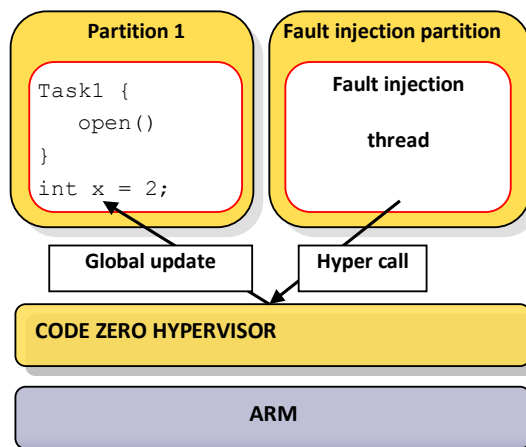 Partition 1
Task1 {
open()
}
int x = 2;
Fault injection partition
Fault injection
thread
Global update
Hyper call
CODE ZERO HYPERVISOR
ARM